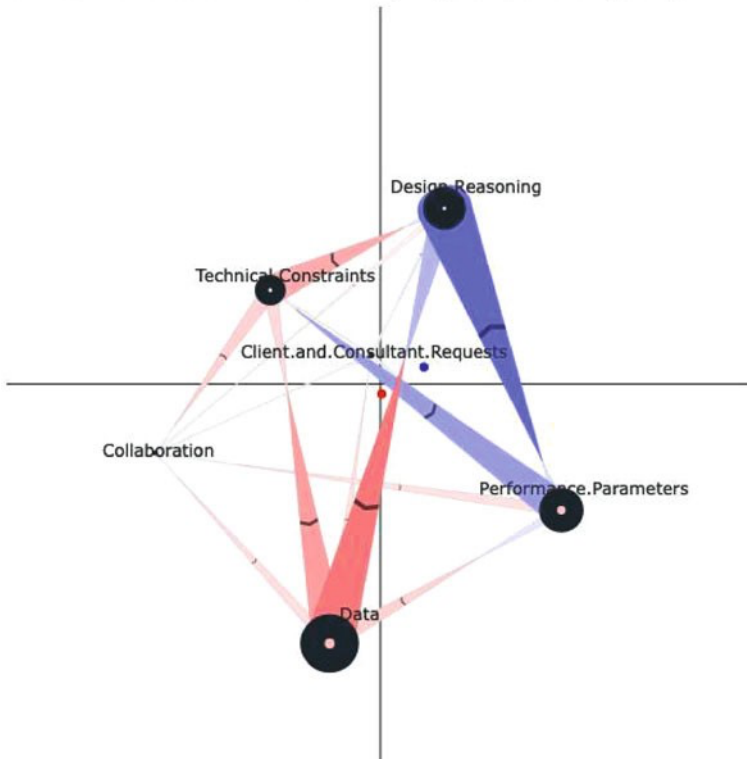 Design.Reasoning
Technical.Constraints
Client.and.Consultant.Requests
Collaboration
Performance.Parameters
Data